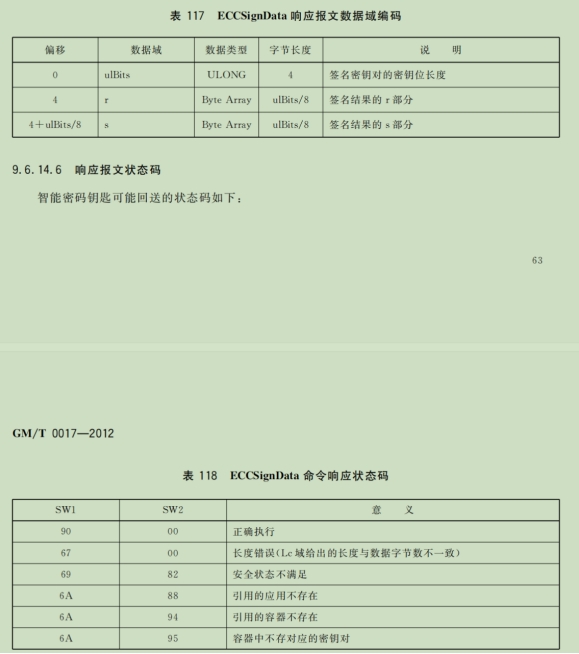 表 117 ECCSignData 响应报文数据域编码
偏移 数据域 数据类型 字节长度 说 明
0 ulBits ULONG 4 签名密钥对的密钥位长度
4 r Byte Array ulBits/8 签名结果的 r 部分
4+ulBits/8 s Byte Array ulBits/8 签名结果的 s 部分
9.6.14.6 响应报文状态码
智能密码钥匙可能回送的状态码如下：
63
GM/T 0017—2012
表 118 ECCSignData 命令响应状态码
SW1 SW2 意 义
90 00 正确执行
67 00 长度错误(Lc 域给出的长度与数据字节数不一致)
69 82 安全状态不满足
6A 88 引用的应用不存在
6A 94 引用的容器不存在
6A 95 容器中不存对应的密钥对